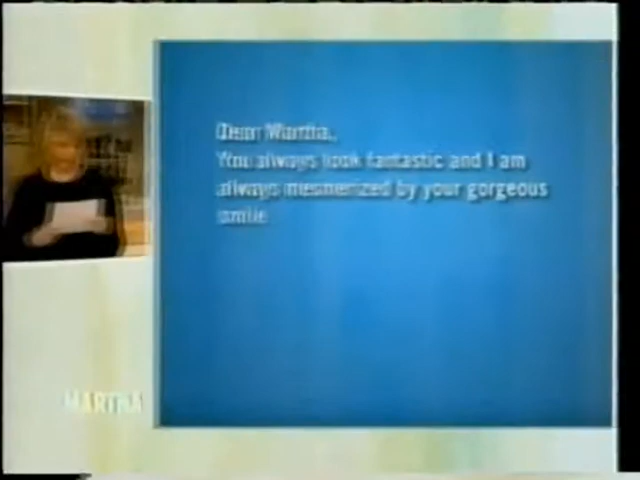 Dear Martha,
You always look fantastic and I am
always mesmerized by your gorgeous
smile
MARTHA